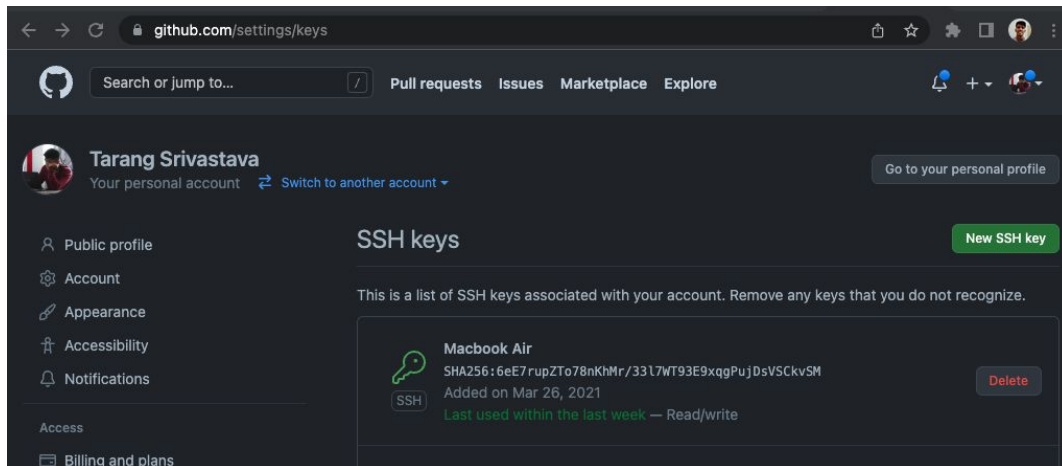 github.com/settings/keys
Search or jump to...
/
Pull requests Issues Marketplace Explore
Tarang Srivastava
Your personal account Switch to another account
Go to your personal profile
Public profile
Account
Appearance
Accessibility
Notifications
Access
Billing and plans
SSH keys
New SSH key
This is a list of SSH keys associated with your account. Remove any keys that you do not recognize.
Macbook Air
SHA256:6eE7rupZTo78nKhMr/33l7WT93E9xqgPujDsVSCkvSM
SSH
Added on Mar 26, 2021
Last used within the last week — Read/write
Delete